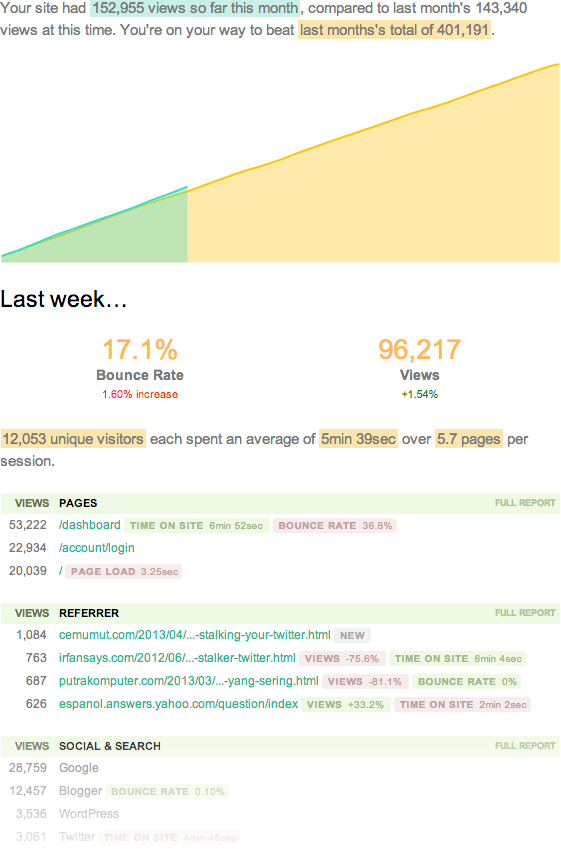 Your site had 152,955 views so far this month, compared to last month's 143,340
views at this time. You're on your way to beat last months's total of 401,191.
Last week…
17.1% 96,217
Bounce Rate Views
1.60% increase +1.54%
12,053 unique visitors each spent an average of 5min 39sec over 5.7 pages per
session.
VIEWS PAGES FULL REPORT
53,222 /dashboard TIME ON SITE 6min 52sec BOUNCE RATE 36.8%
22,934 /account/login
20,039 / PAGE LOAD 3.25sec
VIEWS REFERRER FULL REPORT
1,084 cemumut.com/2013/04/...-stalking-your-twitter.html NEW
763 irfansays.com/2012/06/...-stalker-twitter.html VIEWS -75.6% TIME ON SITE 6min 4sec
687 putrakomputer.com/2013/03/...-yang-sering.html VIEWS -81.1% BOUNCE RATE 0%
626 espanol.answers.yahoo.com/question/index VIEWS +33.2% TIME ON SITE 2min 2sec
VIEWS SOCIAL & SEARCH FULL REPORT
28,759 Google
12,457 Blogger BOUNCE RATE 0.10%
3,536 WordPress
3,061 Twitter TIME ON SITE 4min 45sec